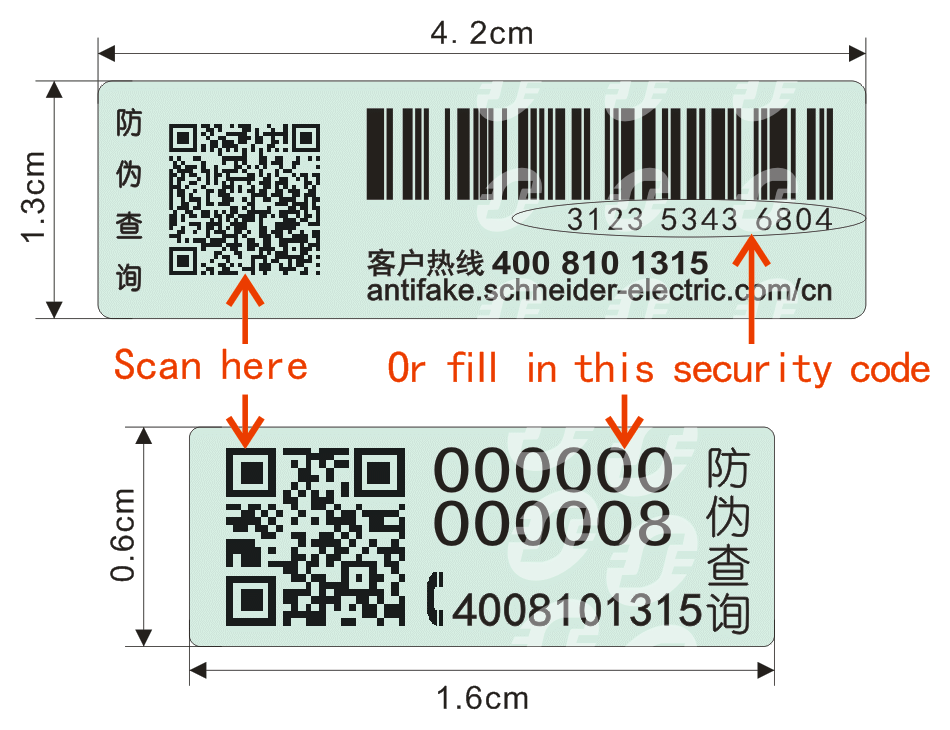 4.2cm
1.3cm
防伪查询
3123 5343 6804
客户热线 400 810 1315
antifake.schneider-electric.com/cn
Scan here
Or fill in this security code
0.6cm
000000
000008
4008101315
防伪查询
1.6cm